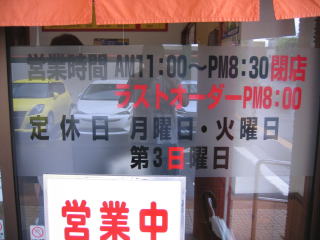 営業時間 AM11:00～PM8:30閉店
ラストオーダーPM8:00
定休日 月曜日・火曜日
第3日曜日
営業中